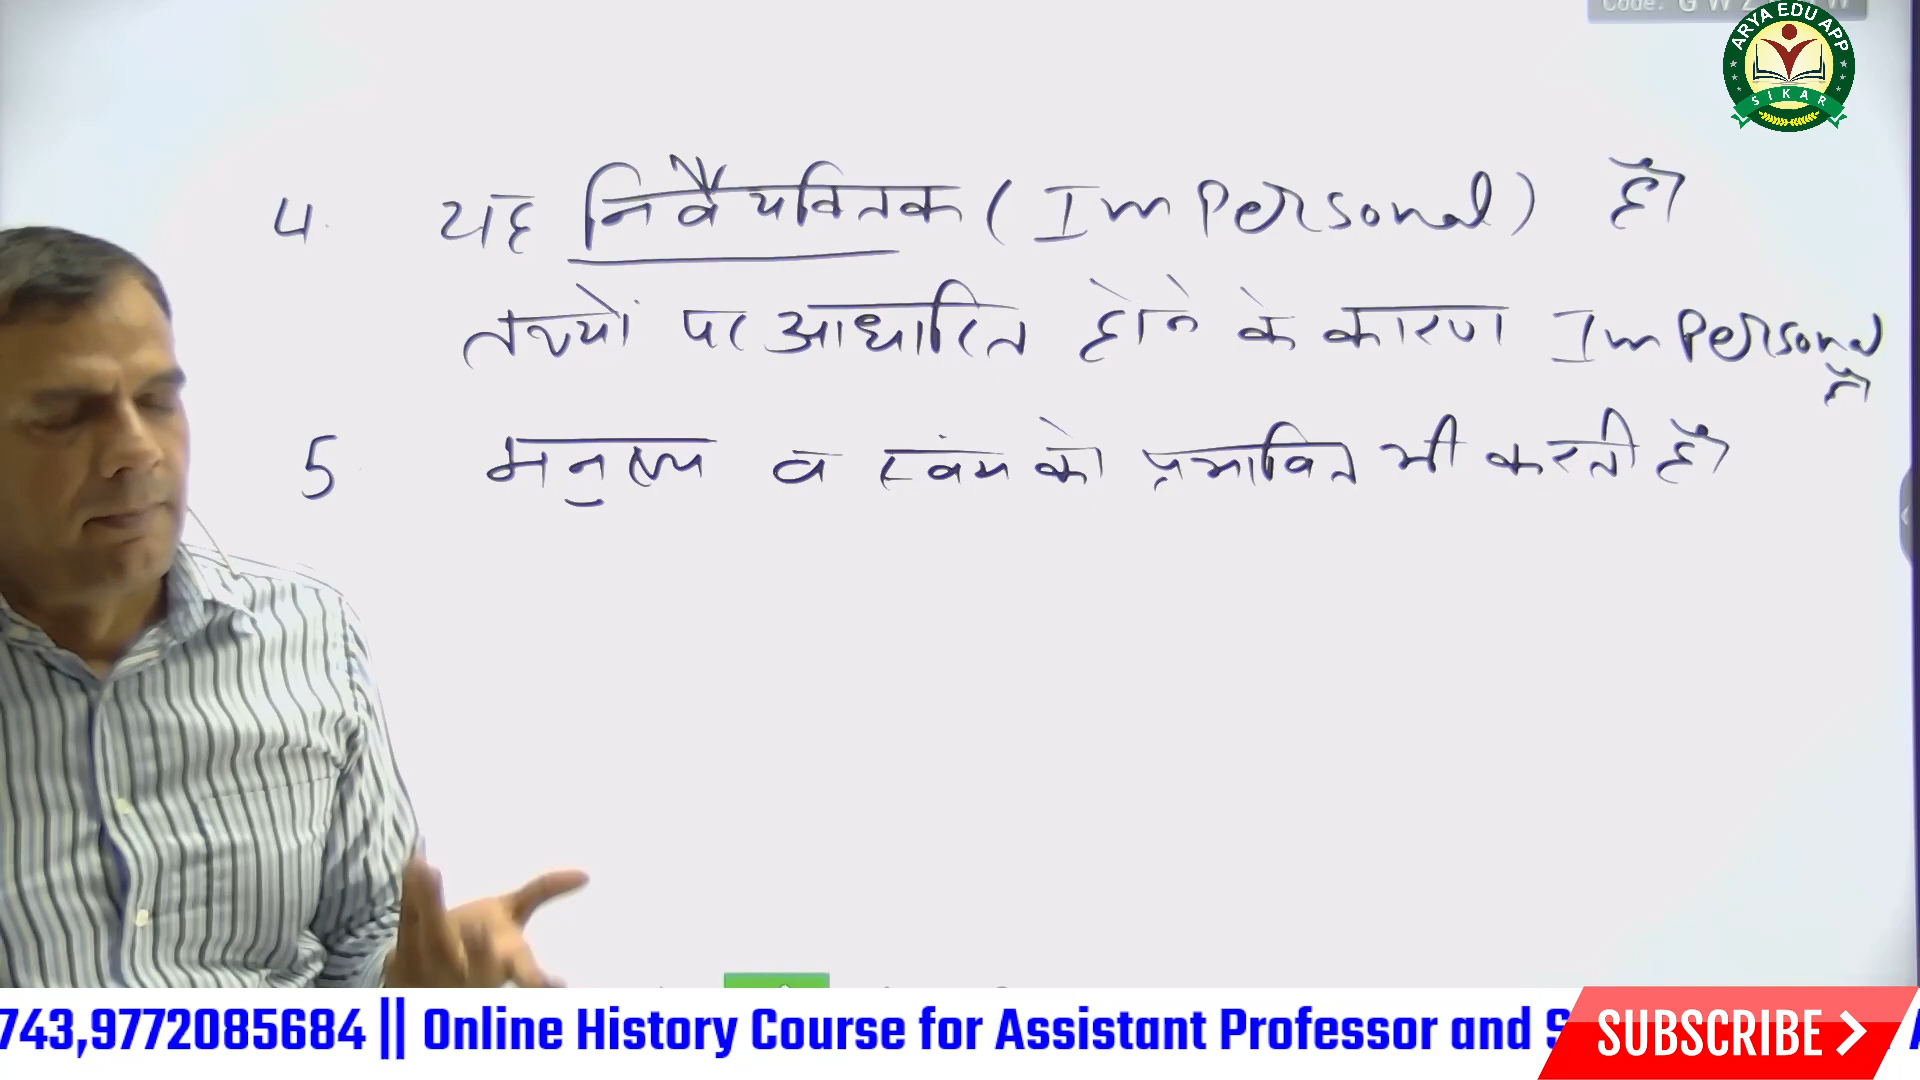 Code: G W Z
ARYA EDU APP
SIKAR
4. यह निर्वैयक्तिक (ImPersonal) है।
तथ्यों पर आधारित होने के कारण ImPersonal
है।
5 मनुष्य व स्वंय को प्रभावित भी करती है।
743,9772085684 || Online History Course for Assistant Professor and S
SUBSCRIBE